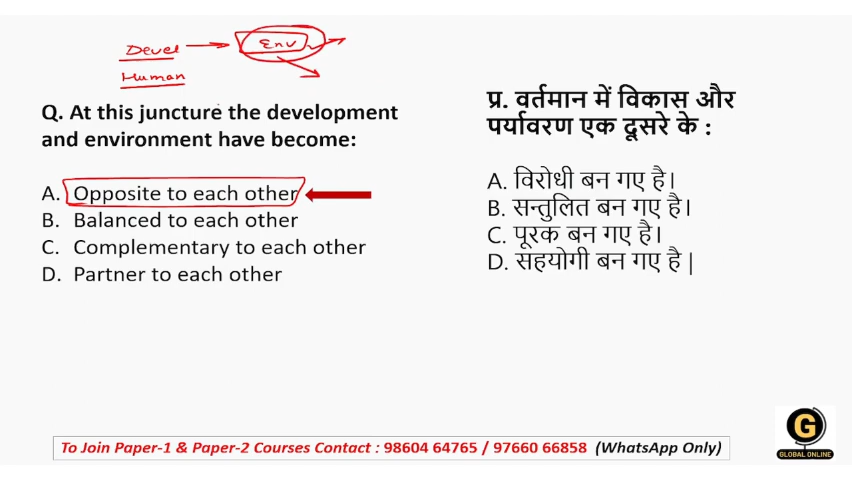 Devel
Env
Human
Q. At this juncture the development
and environment have become:
A. Opposite to each other
B. Balanced to each other
C. Complementary to each other
D. Partner to each other
प्र. वर्तमान में विकास और
पर्यावरण एक दूसरे के :
A. विरोधी बन गए है।
B. सन्तुलित बन गए है।
C. पूरक बन गए है।
D. सहयोगी बन गए है |
To Join Paper-1 & Paper-2 Courses Contact : 98604 64765 / 97660 66858 (WhatsApp Only)
G
GLOBAL ONLINE